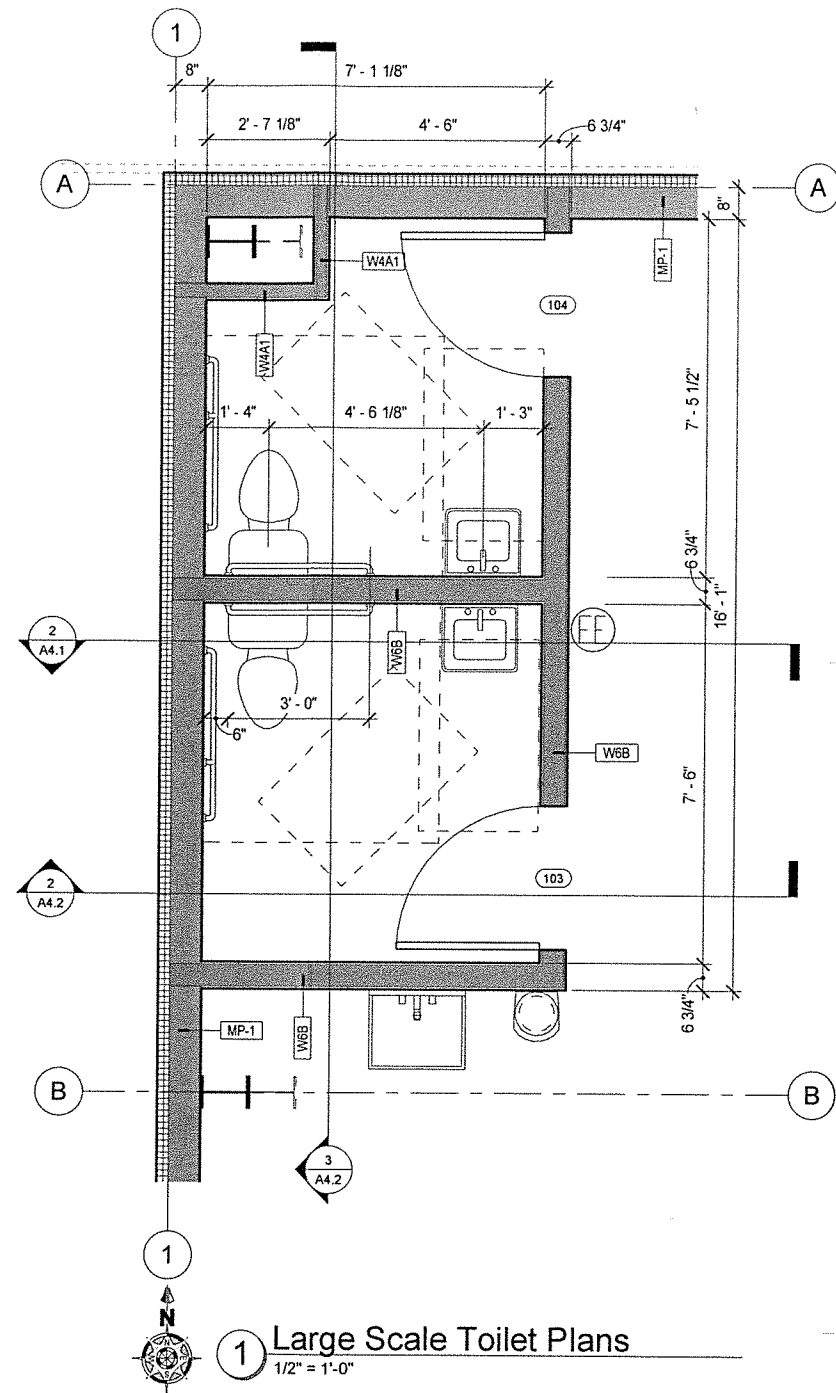 1
8"
7' - 1 1/8"
2' - 7 1/8"
4' - 6"
6 3/4"
A
A
8"
W4A1
MP-1
104
W4A1
7' - 5 1/2"
1' - 4"
4' - 6 1/8"
1' - 3"
6 3/4"
16' - 1"
2
A4.1
W6B
EE
3' - 0"
6"
W6B
7' - 6"
2
A4.2
103
MP-1
W6B
6 3/4"
B
B
3
A4.2
1
N
N
E
S
1
Large Scale Toilet Plans
1/2" = 1'-0"